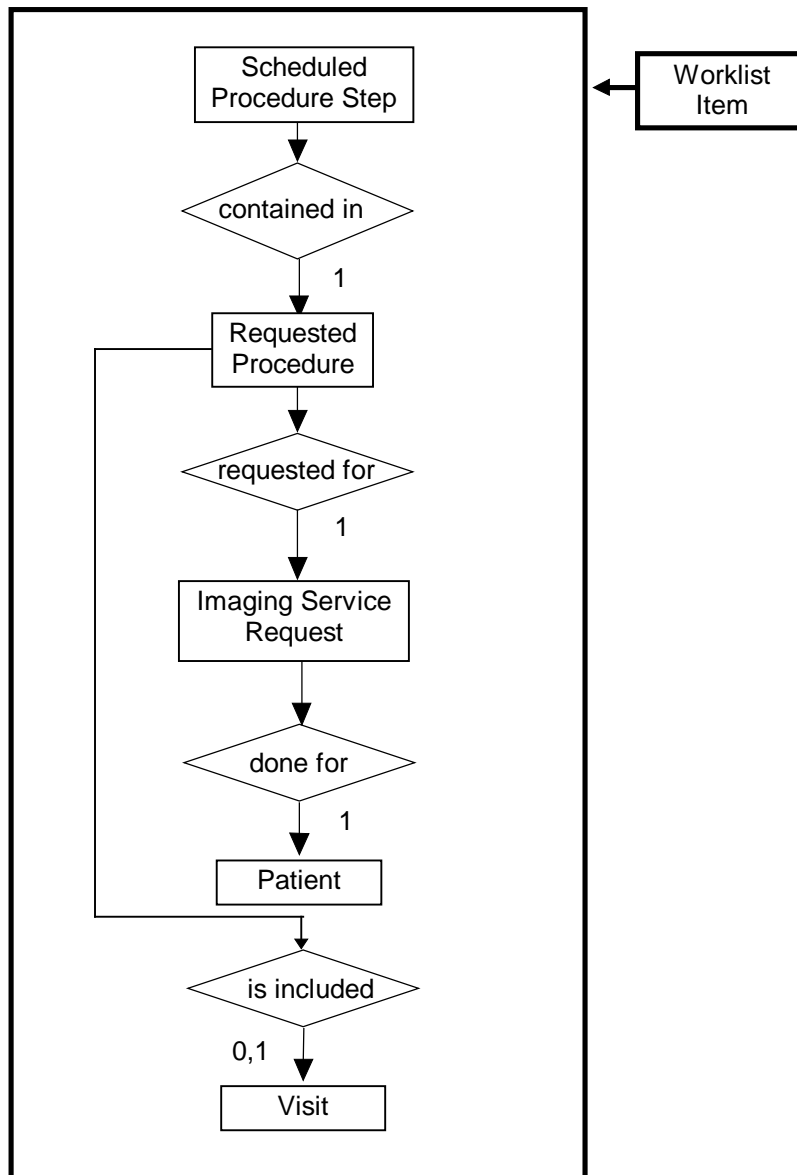 Scheduled
Procedure Step
Worklist
Item
contained in
1
Requested
Procedure
requested for
1
Imaging Service
Request
done for
1
Patient
is included
0,1
Visit